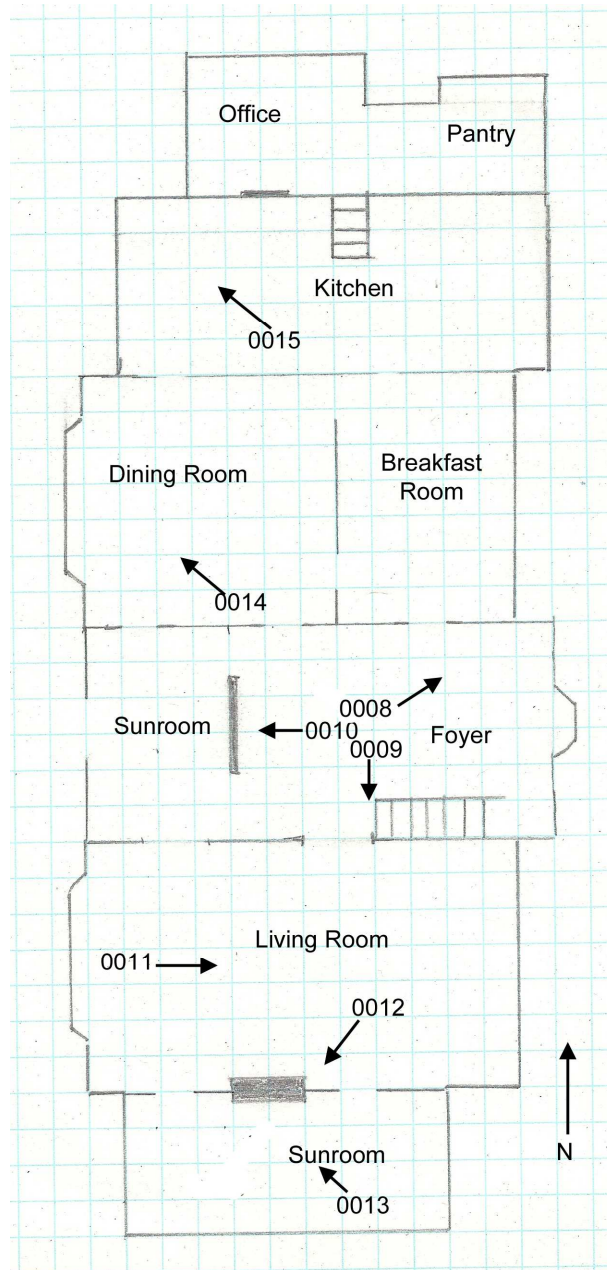 Office
Pantry
Kitchen
0015
Dining Room
Breakfast
Room
0014
0008
Sunroom
0010
Foyer
0009
Living Room
0011
0012
N
Sunroom
0013